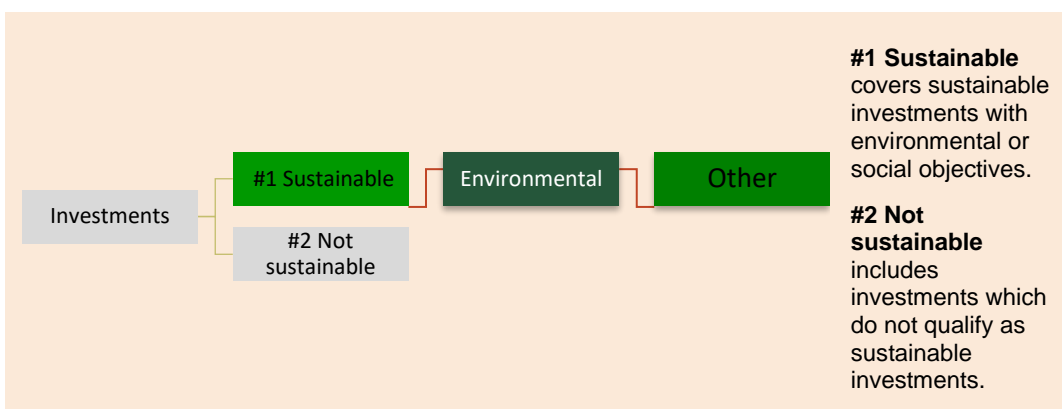 Investments
#1 Sustainable
#2 Not
sustainable
Environmental
Other
#1 Sustainable
covers sustainable
investments with
environmental or
social objectives.
#2 Not
sustainable
includes
investments which
do not qualify as
sustainable
investments.